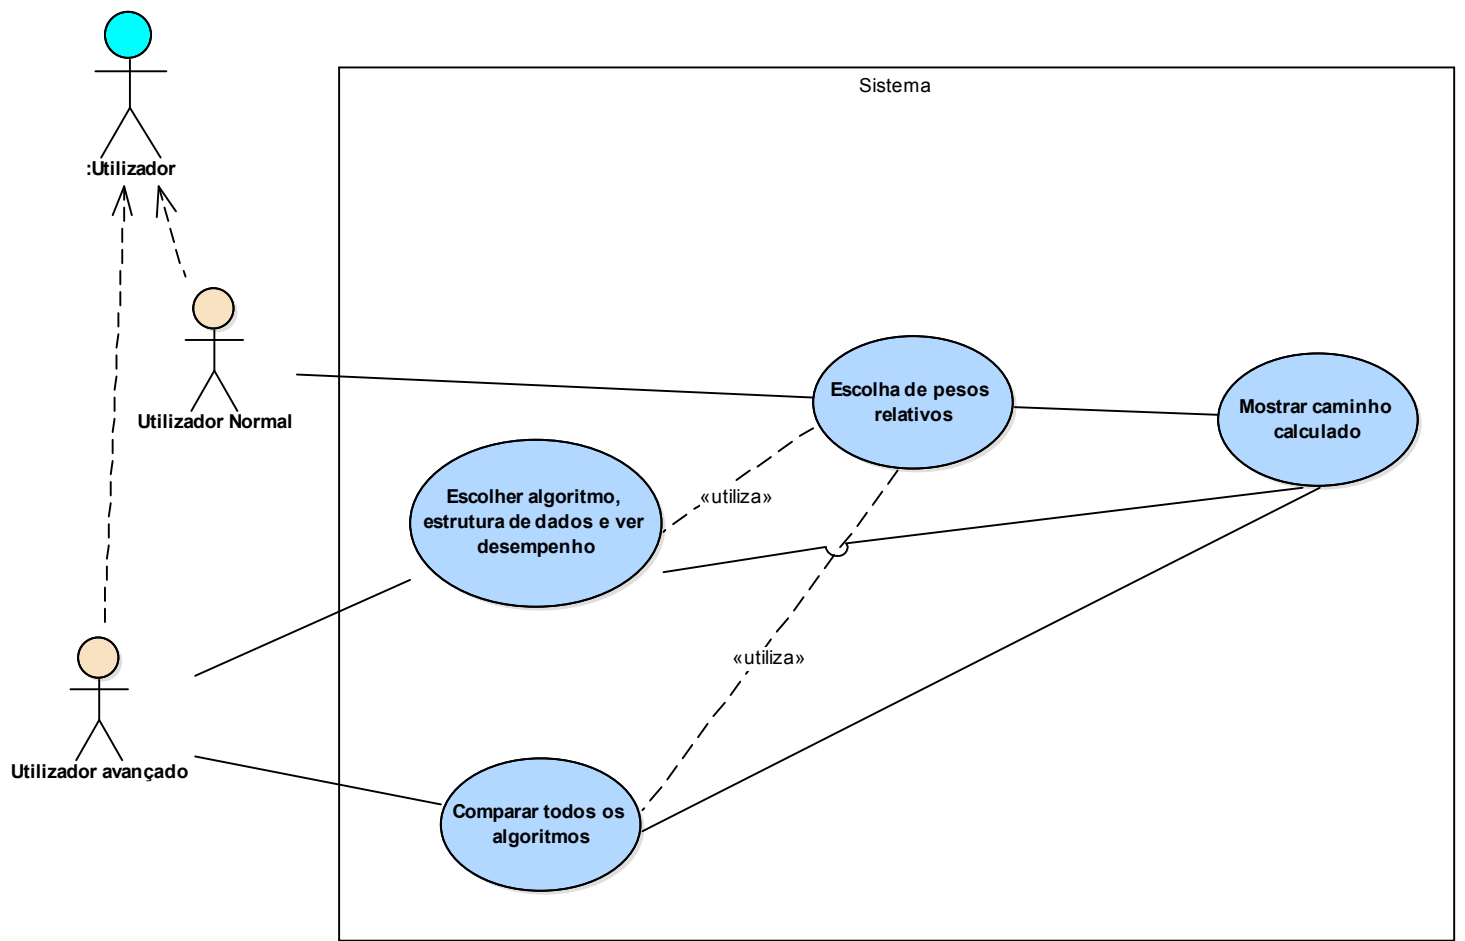 Sistema
:Utilizador
Utilizador Normal
Escolha de pesos
relativos
Mostrar caminho
calculado
Escolher algoritmo,
estrutura de dados e ver
desempenho
«utiliza»
«utiliza»
Utilizador avançado
Comparar todos os
algoritmos